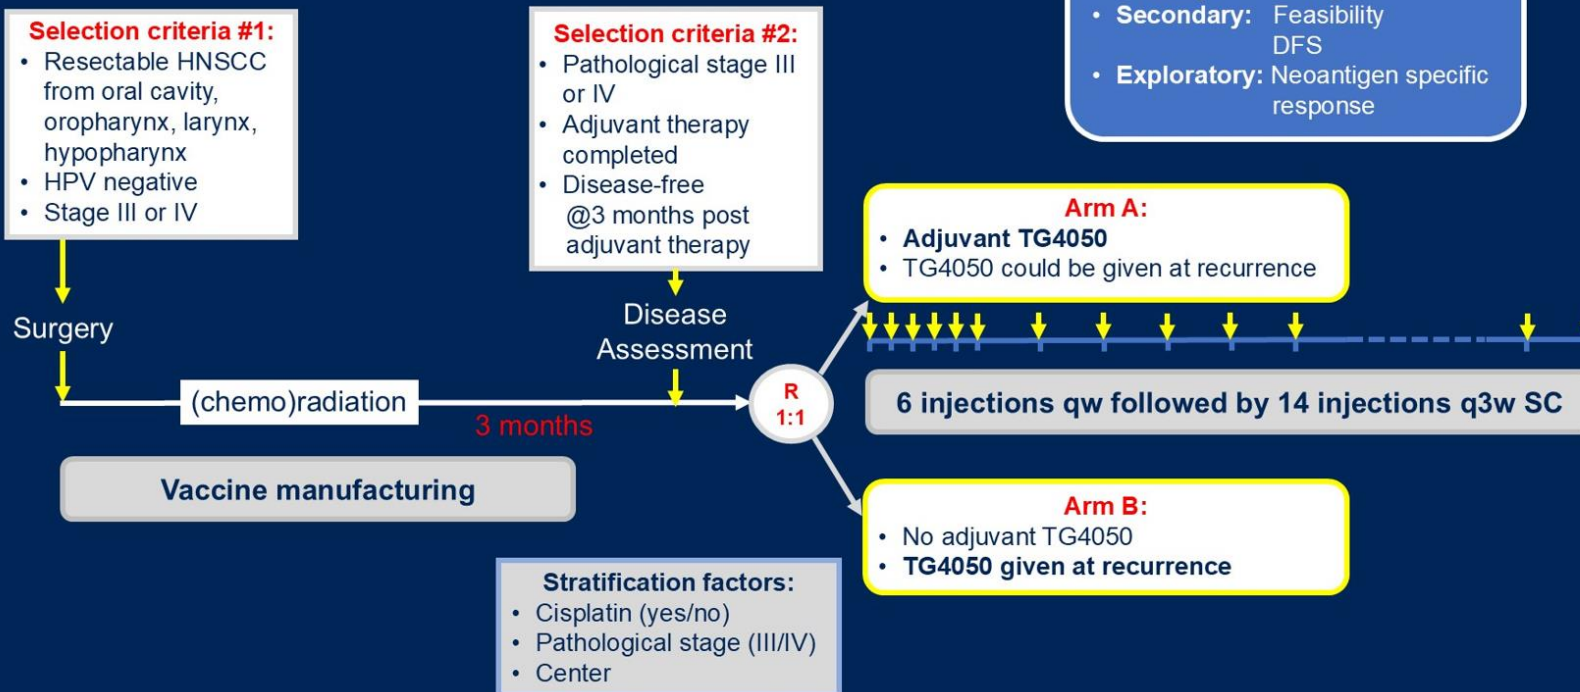 Selection criteria #1:
• Resectable HNSCC
from oral cavity,
oropharynx, larynx,
hypopharynx
• HPV negative
• Stage III or IV
Selection criteria #2:
• Pathological stage III
or IV
• Adjuvant therapy
completed
• Disease-free
@3 months post
adjuvant therapy
• Secondary: Feasibility
DFS
• Exploratory: Neoantigen specific
response
Surgery
(chemo)radiation
3 months
Disease
Assessment
R
1:1
Arm A:
• Adjuvant TG4050
• TG4050 could be given at recurrence
6 injections qw followed by 14 injections q3w SC
Vaccine manufacturing
Arm B:
• No adjuvant TG4050
• TG4050 given at recurrence
Stratification factors:
• Cisplatin (yes/no)
• Pathological stage (III/IV)
• Center